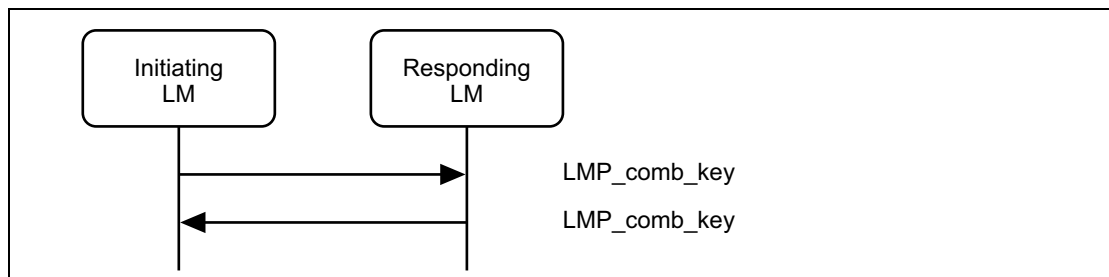 Initiating
LM
Responding
LM
LMP_comb_key
LMP_comb_key